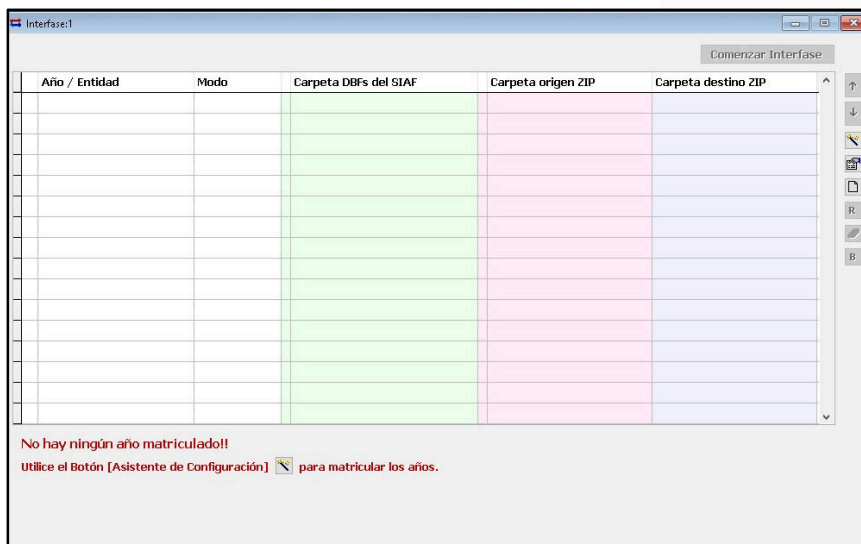 Interfase:1
Comenzar Interfase
Año / Entidad Modo Carpeta DBFs del SIAF Carpeta origen ZIP Carpeta destino ZIP
R
B
No hay ningún año matriculado!!
Utilice el Botón [Asistente de Configuración] para matricular los años.